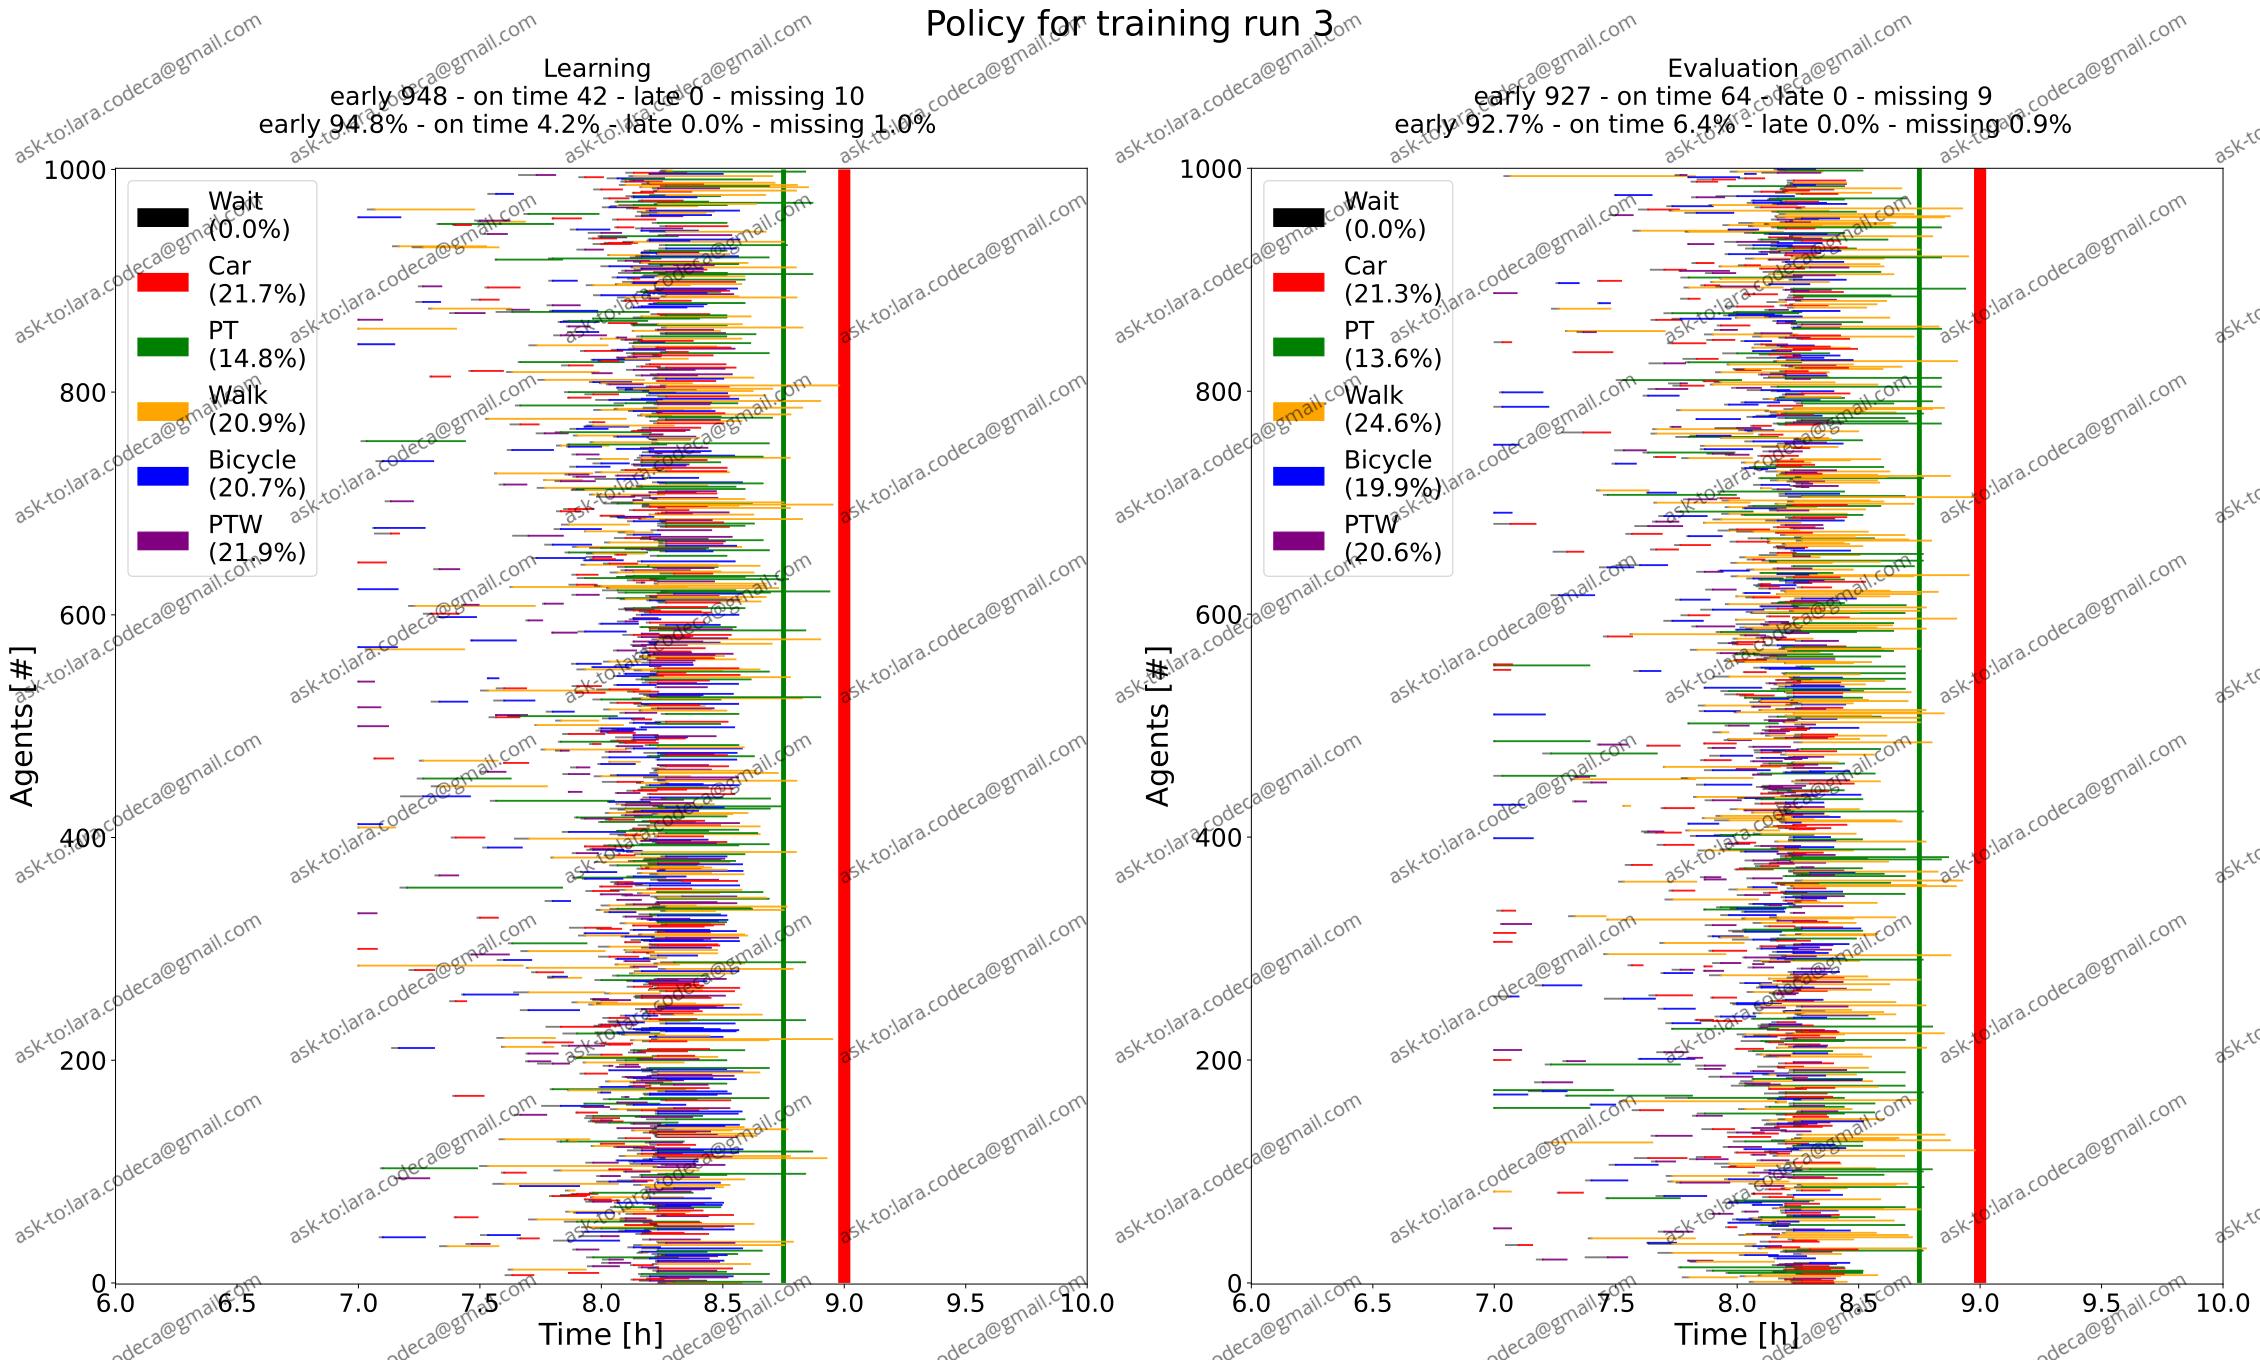 Policy for training run 3
Learning
early 948 - on time 42 - late 0 - missing 10
early 94.8% - on time 4.2% - late 0.0% - missing 1.0%
1000
800
600
400
200
0
Agents [#]
Wait
(0.0%)
Car
(21.7%)
PT
(14.8%)
Walk
(20.9%)
Bicycle
(20.7%)
PTW
(21.9%)
6.0 6.5 7.0 7.5 8.0 8.5 9.0 9.5 10.0
Time [h]
Evaluation
early 927 - on time 64 - late 0 - missing 9
early 92.7% - on time 6.4% - late 0.0% - missing 0.9%
1000
800
600
400
200
0
Agents [#]
Wait
(0.0%)
Car
(21.3%)
PT
(13.6%)
Walk
(24.6%)
Bicycle
(19.9%)
PTW
(20.6%)
6.0 6.5 7.0 7.5 8.0 8.5 9.0 9.5 10.0
Time [h]
ask-to:lara.codeca@gmail.com